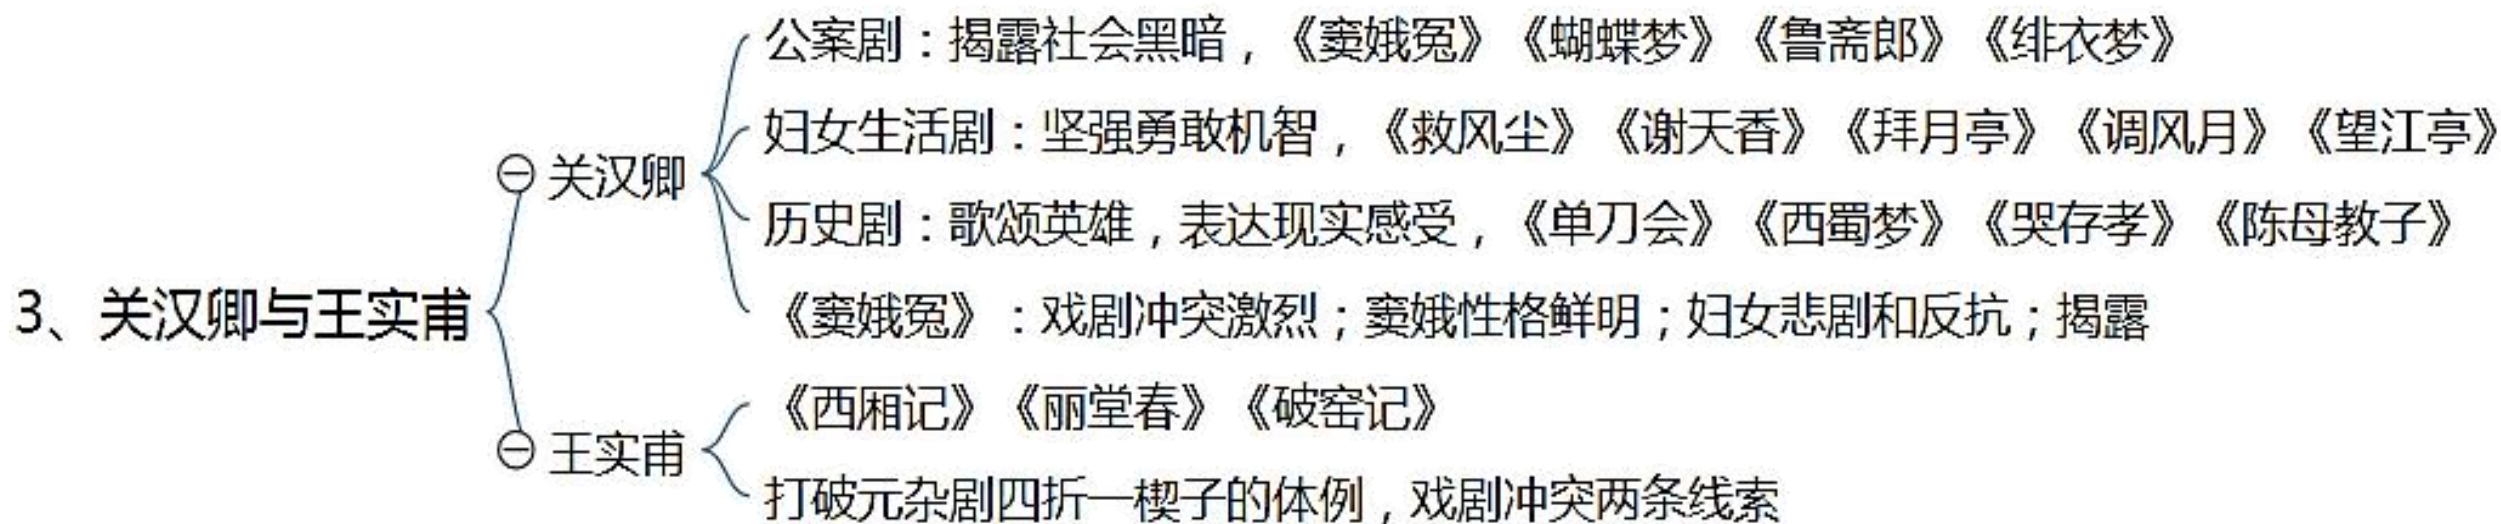 3、关汉卿与王实甫
关汉卿
公案剧：揭露社会黑暗，《窦娥冤》《蝴蝶梦》《鲁斋郎》《绯衣梦》
妇女生活剧：坚强勇敢机智，《救风尘》《谢天香》《拜月亭》《调风月》《望江亭》
历史剧：歌颂英雄，表达现实感受，《单刀会》《西蜀梦》《哭存孝》《陈母教子》
《窦娥冤》：戏剧冲突激烈；窦娥性格鲜明；妇女悲剧和反抗；揭露
王实甫
《西厢记》《丽堂春》《破窑记》
打破元杂剧四折一楔子的体例，戏剧冲突两条线索